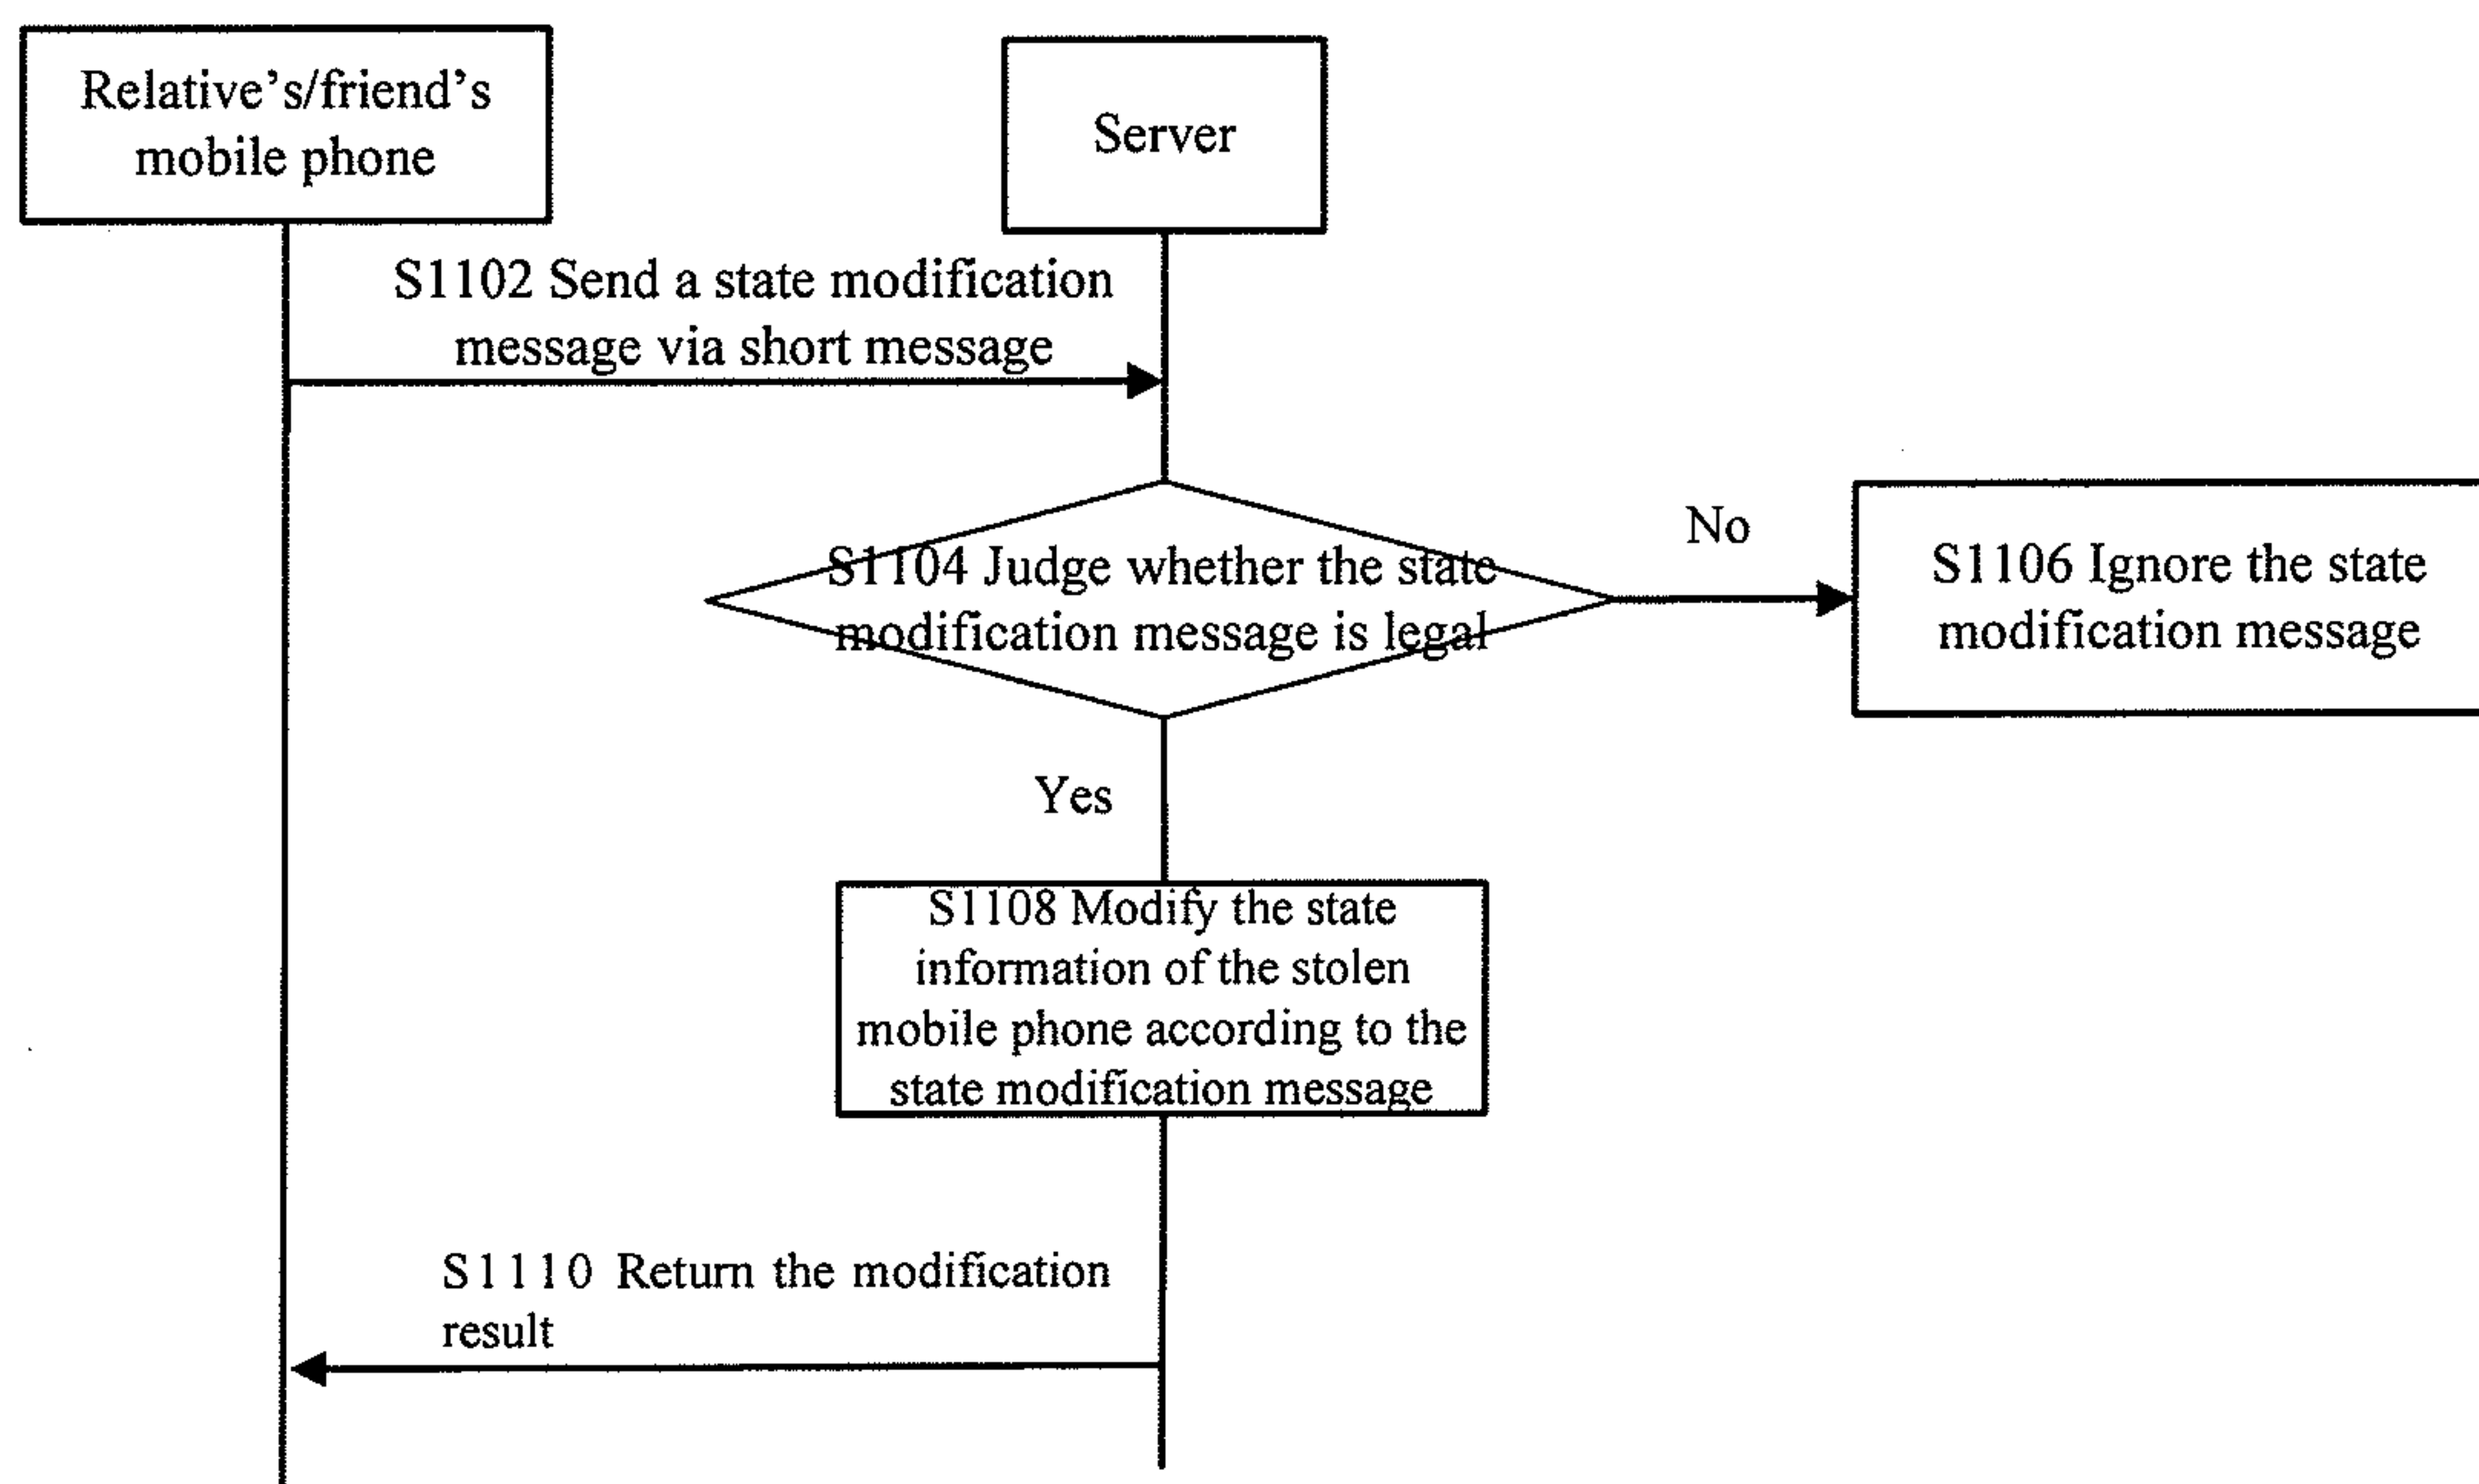 Relative’s/friend’s
mobile phone
Server
S1102 Send a state modification
message via short message
S1104 Judge whether the state
modification message is legal
No
S1106 Ignore the state
modification message
Yes
S1108 Modify the state
information of the stolen
mobile phone according to the
state modification message
S1110 Return the modification
result